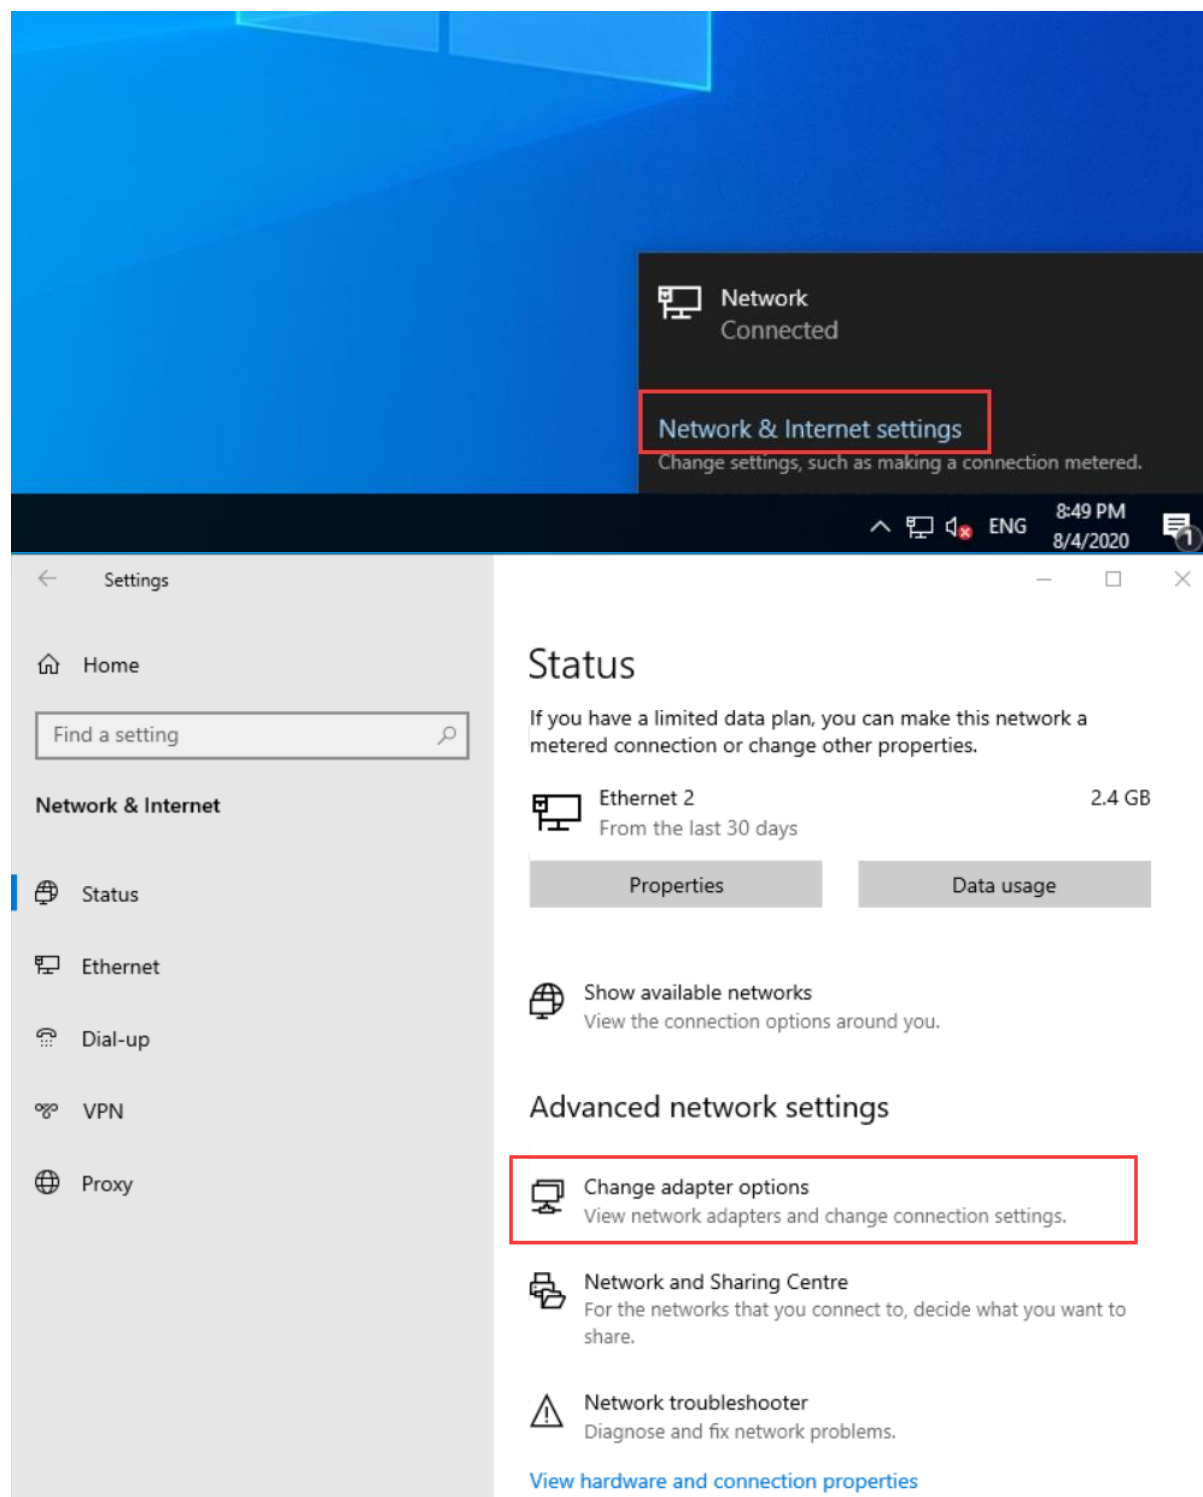 Network
Connected
Network & Internet settings
Change settings, such as making a connection metered.
ENG
8:49 PM
8/4/2020
1
Settings
Home
Find a setting
Network & Internet
Status
Ethernet
Dial-up
VPN
Proxy
Status
If you have a limited data plan, you can make this network a
metered connection or change other properties.
Ethernet 2
2.4 GB
From the last 30 days
Properties
Data usage
Show available networks
View the connection options around you.
Advanced network settings
Change adapter options
View network adapters and change connection settings.
Network and Sharing Centre
For the networks that you connect to, decide what you want to
share.
Network troubleshooter
Diagnose and fix network problems.
View hardware and connection properties